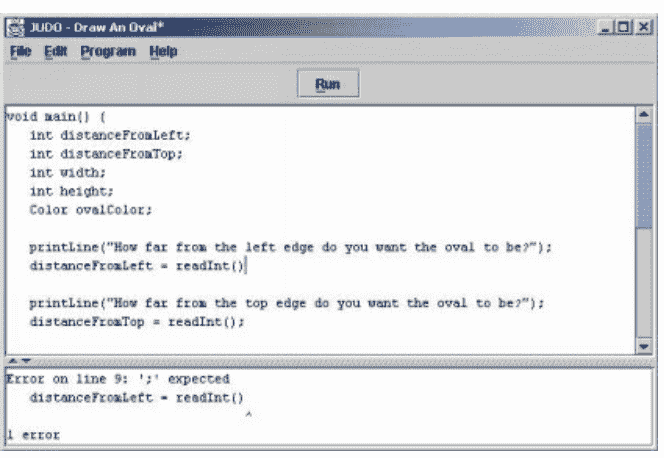 JUDO - Draw An Oval*
File Edit Program Help
Run
void main() {
int distanceFromLeft;
int distanceFromTop;
int width;
int height;
Color ovalColor;
printLine("How far from the left edge do you want the oval to be?");
distanceFromLeft = readInt()
printLine("How far from the top edge do you want the oval to be?");
distanceFromTop = readInt();
Error on line 9: ';' expected
distanceFromLeft = readInt()
^
1 error